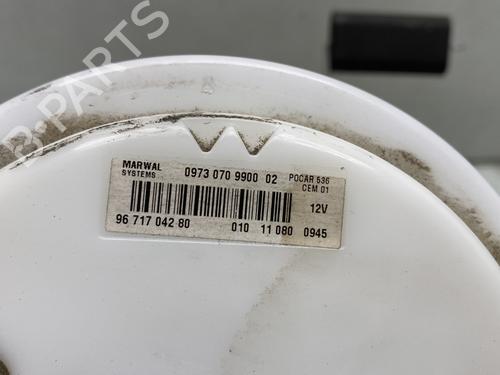 MARWAL
SYSTEMS
0973 070 9900 02
POCAR 636
CEM 01
12V
96 717 042 80
010 11 080 0945
B-PARTS